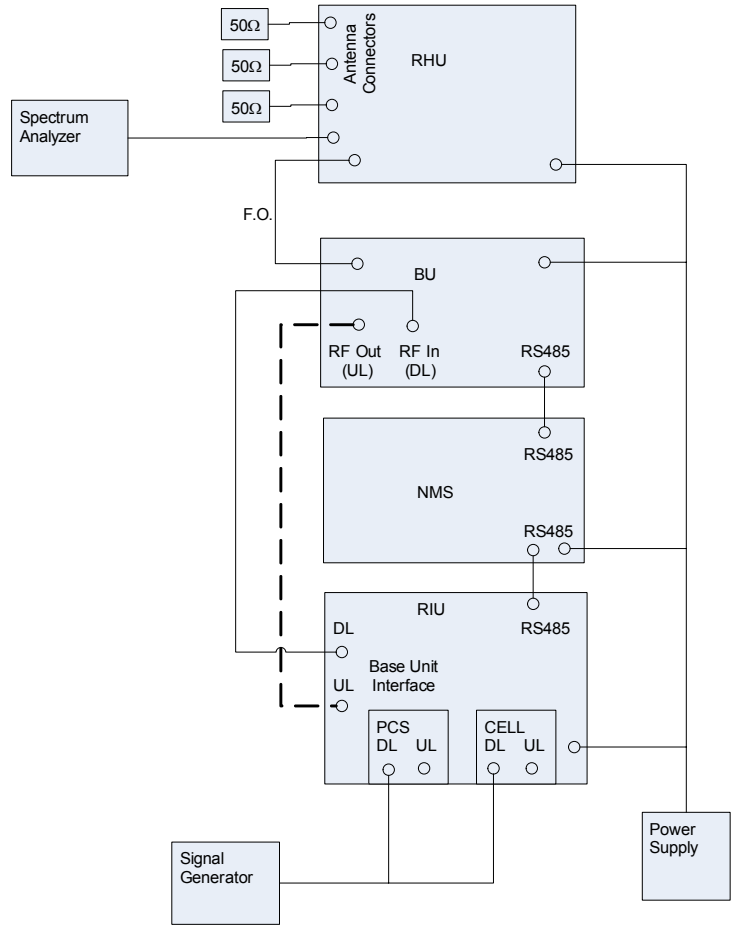 50Ω
50Ω
50Ω
Antenna
Connectors
RHU
Spectrum
Analyzer
F.O.
BU
RF Out
(UL)
RF In
(DL)
RS485
RS485
NMS
RS485
RIU
RS485
DL
Base Unit
Interface
UL
PCS
DL UL
CELL
DL UL
Power
Supply
Signal
Generator